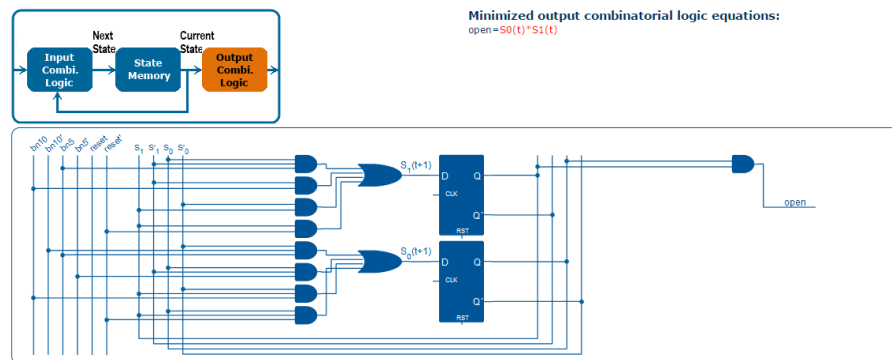 Next
State
Current
State
Input
Combi.
Logic
State
Memory
Output
Combi.
Logic
Minimized output combinatorial logic equations:
open=S0(t)*S1(t)
bn10
bn10'
bn5
bn5'
reset
reset'
S1
S'1
S0
S'0
S1(t+1)
D
Q
CLK
Q'
RST
open
S0(t+1)
D
Q
CLK
Q'
RST